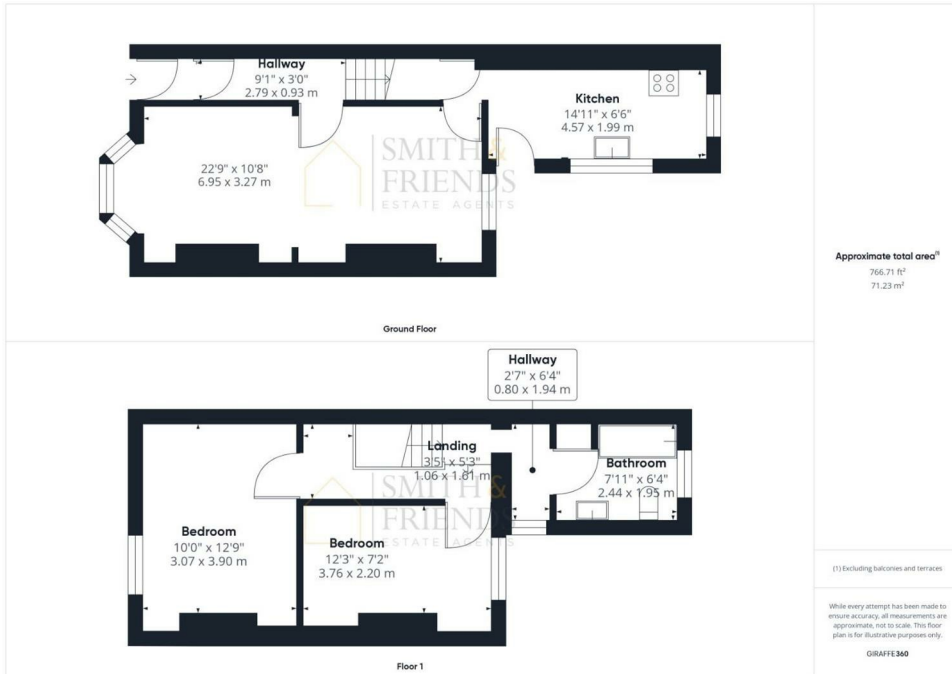 Hallway
9'1" x 3'0"
2.79 x 0.93 m
Kitchen
14'11" x 6'6"
4.57 x 1.99 m
22'9" x 10'8"
6.95 x 3.27 m
SMITH &
FRIENDS
ESTATE AGENTS
Ground Floor
Approximate total area(1)
766.71 ft²
71.23 m²
Hallway
2'7" x 6'4"
0.80 x 1.94 m
Landing
3'5" x 5'3"
1.06 x 1.61 m
Bathroom
7'11" x 6'4"
2.44 x 1.95 m
SMITH &
FRIENDS
ESTATE AGENTS
Bedroom
10'0" x 12'9"
3.07 x 3.90 m
Bedroom
12'3" x 7'2"
3.76 x 2.20 m
Floor 1
(1) Excluding balconies and terraces
While every attempt has been made to
ensure accuracy, all measurements are
approximate, not to scale. This floor
plan is for illustrative purposes only.
GIRAFFE360